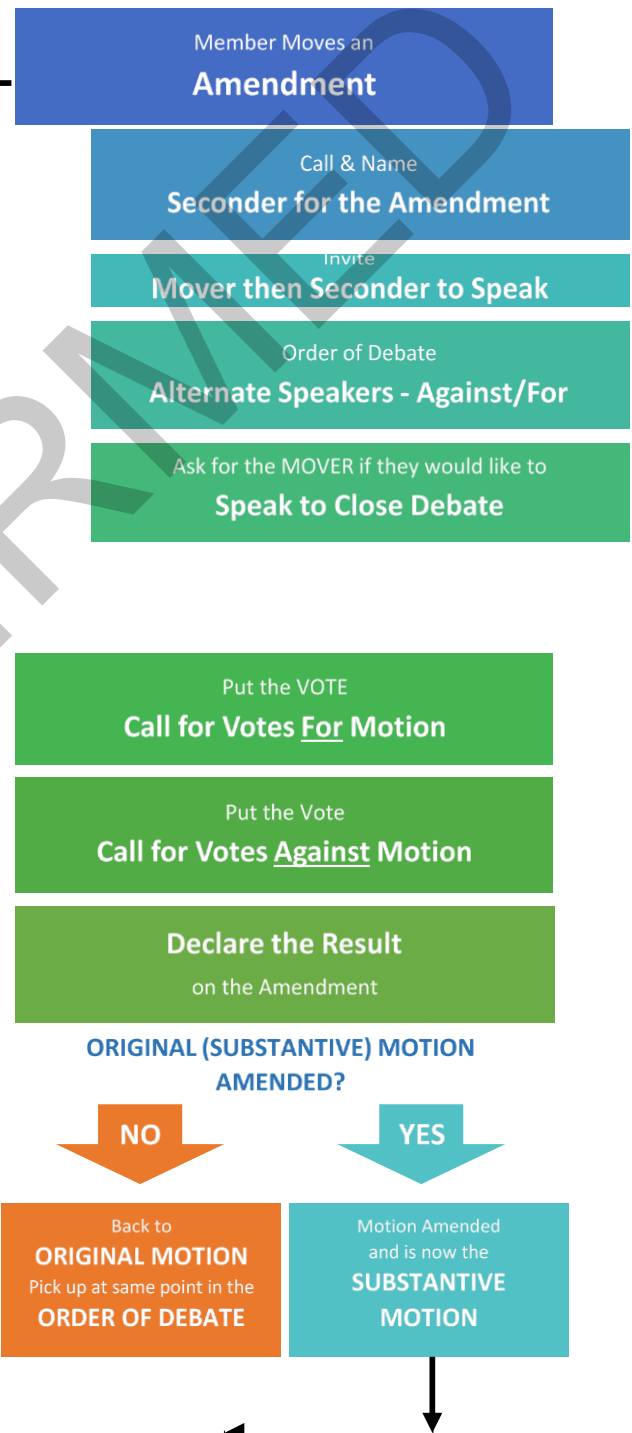 Member Moves an
Amendment
Call & Name
Seconder for the Amendment
Invite
Mover then Seconder to Speak
Order of Debate
Alternate Speakers - Against/For
Ask for the MOVER if they would like to
Speak to Close Debate
Put the VOTE
Call for Votes For Motion
Put the Vote
Call for Votes Against Motion
Declare the Result
on the Amendment
ORIGINAL (SUBSTANTIVE) MOTION
AMENDED?
NO
YES
Back to
ORIGINAL MOTION
Pick up at same point in the
ORDER OF DEBATE
Motion Amended
and is now the
SUBSTANTIVE
MOTION
RMED